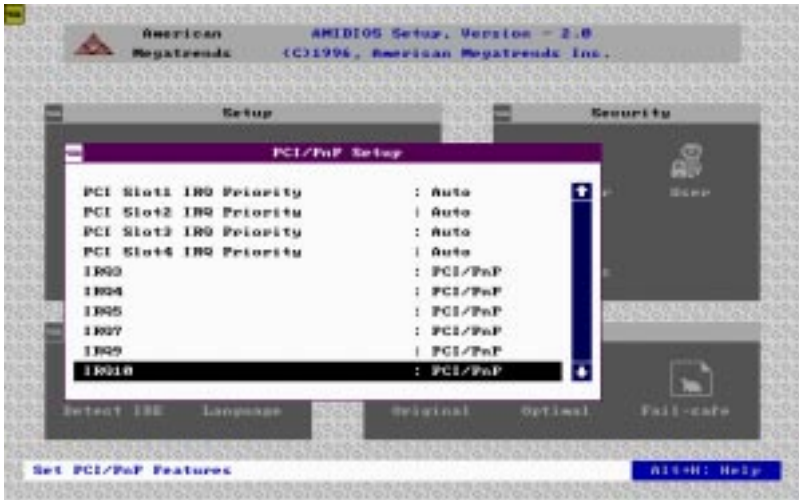 American
Megatrends
AMIBIOS Setup, Version - 2.0
(C)1996, American Megatrends Inc.
Setup
Security
PCI/PnP Setup
User
PCI Slot1 IRQ Priority : Auto
PCI Slot2 IRQ Priority : Auto
PCI Slot3 IRQ Priority : Auto
PCI Slot4 IRQ Priority : Auto
IRQ3 : PCI/PnP
IRQ4 : PCI/PnP
IRQ5 : PCI/PnP
IRQ7 : PCI/PnP
IRQ9 : PCI/PnP
IRQ10 : PCI/PnP
Detect IDE
Language
Original
Optimal
Fail-safe
Set PCI/PnP Features
Alt+H: Help